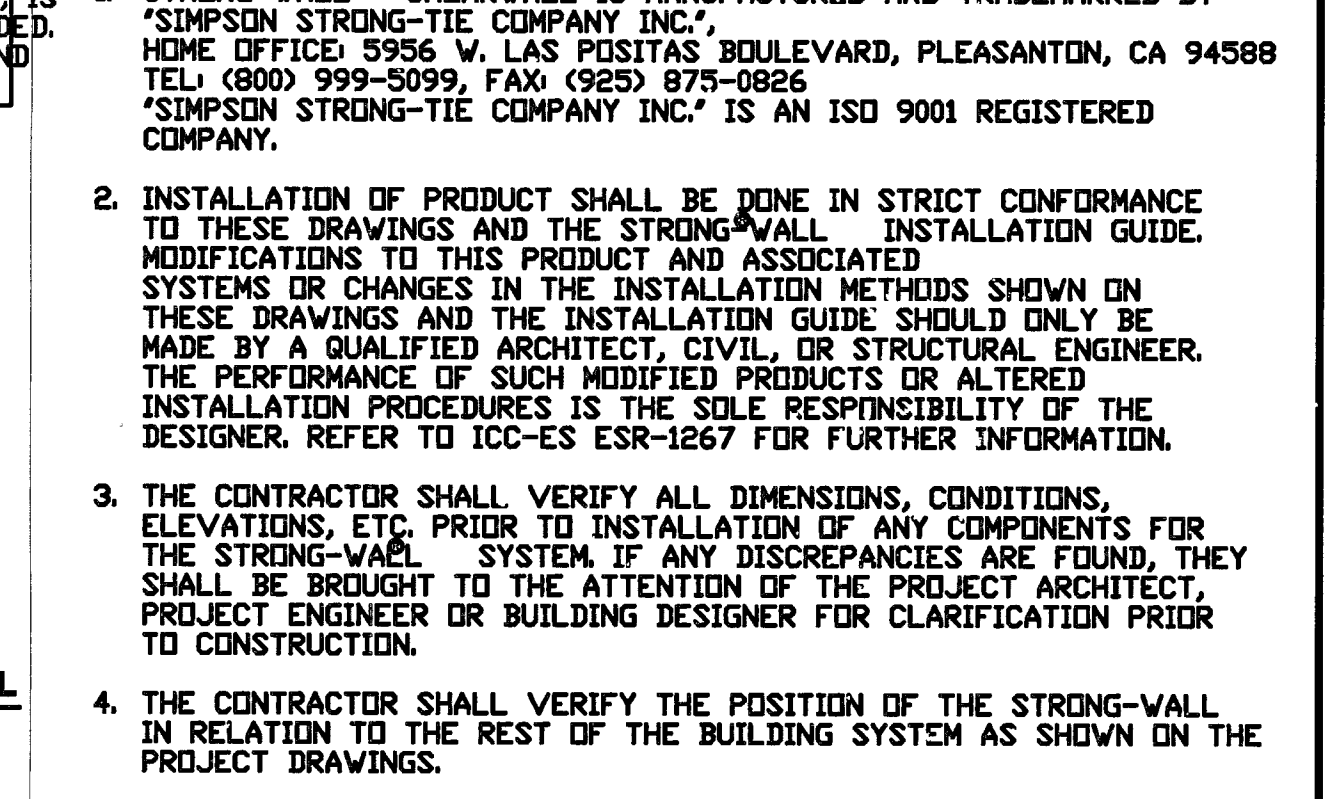 IS
DED.
ND
"SIMPSON STRONG-TIE COMPANY INC.",
HOME OFFICE: 5956 W. LAS POSITAS BOULEVARD, PLEASANTON, CA 94588
TEL: (800) 999-5099, FAX: (925) 875-0826
"SIMPSON STRONG-TIE COMPANY INC." IS AN ISO 9001 REGISTERED
COMPANY.
2. INSTALLATION OF PRODUCT SHALL BE DONE IN STRICT CONFORMANCE
TO THESE DRAWINGS AND THE STRONG-WALL® INSTALLATION GUIDE.
MODIFICATIONS TO THIS PRODUCT AND ASSOCIATED
SYSTEMS OR CHANGES IN THE INSTALLATION METHODS SHOWN ON
THESE DRAWINGS AND THE INSTALLATION GUIDE SHOULD ONLY BE
MADE BY A QUALIFIED ARCHITECT, CIVIL, OR STRUCTURAL ENGINEER.
THE PERFORMANCE OF SUCH MODIFIED PRODUCTS OR ALTERED
INSTALLATION PROCEDURES IS THE SOLE RESPONSIBILITY OF THE
DESIGNER. REFER TO ICC-ES ESR-1267 FOR FURTHER INFORMATION.
3. THE CONTRACTOR SHALL VERIFY ALL DIMENSIONS, CONDITIONS,
ELEVATIONS, ETC. PRIOR TO INSTALLATION OF ANY COMPONENTS FOR
THE STRONG-WALL® SYSTEM. IF ANY DISCREPANCIES ARE FOUND, THEY
SHALL BE BROUGHT TO THE ATTENTION OF THE PROJECT ARCHITECT,
PROJECT ENGINEER OR BUILDING DESIGNER FOR CLARIFICATION PRIOR
TO CONSTRUCTION.
4. THE CONTRACTOR SHALL VERIFY THE POSITION OF THE STRONG-WALL
IN RELATION TO THE REST OF THE BUILDING SYSTEM AS SHOWN ON THE
PROJECT DRAWINGS.